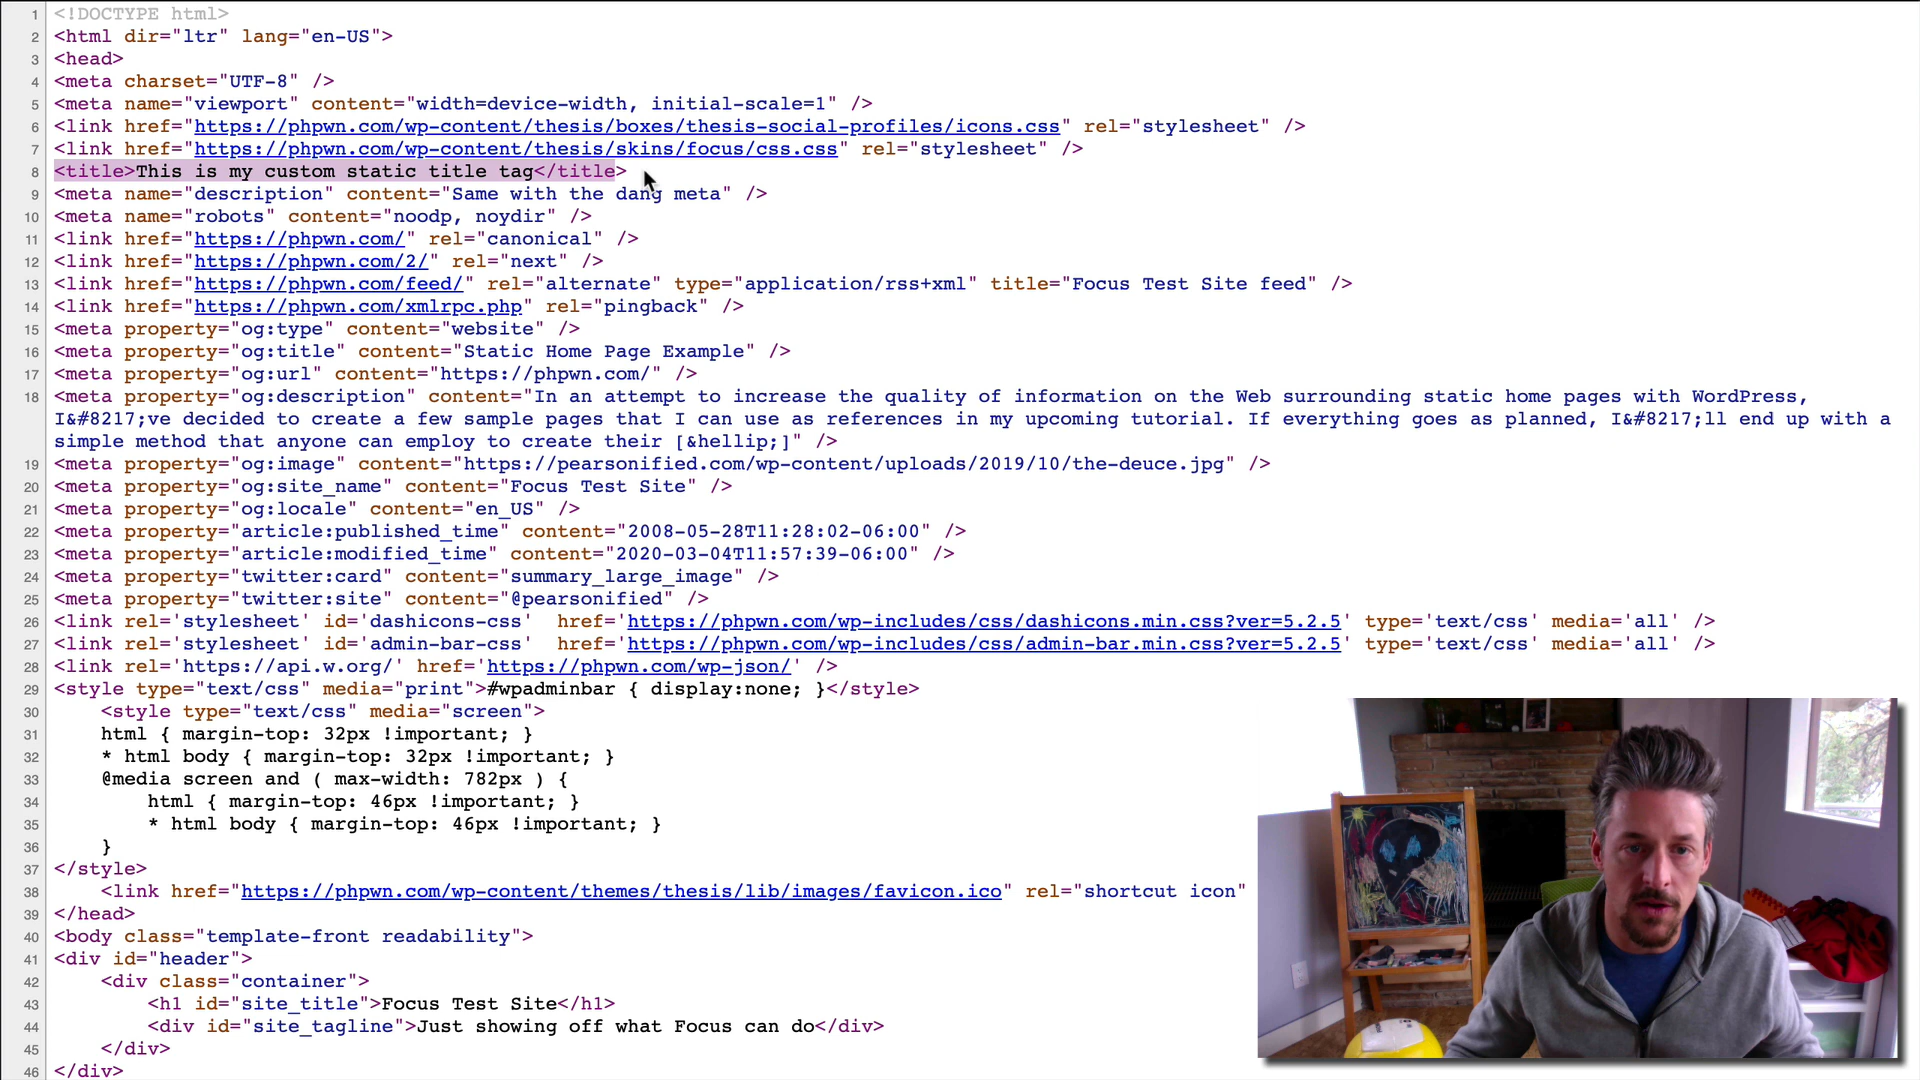 1 <!DOCTYPE html>
2 <html dir="ltr" lang="en-US">
3 <head>
4 <meta charset="UTF-8" />
5 <meta name="viewport" content="width=device-width, initial-scale=1" />
6 <link href="https://phpwn.com/wp-content/thesis/boxes/thesis-social-profiles/icons.css" rel="stylesheet" />
7 <link href="https://phpwn.com/wp-content/thesis/skins/focus/css.css" rel="stylesheet" />
8 <title>This is my custom static title tag</title>
9 <meta name="description" content="Same with the dang meta" />
10 <meta name="robots" content="noodp, noydir" />
11 <link href="https://phpwn.com/" rel="canonical" />
12 <link href="https://phpwn.com/2/" rel="next" />
13 <link href="https://phpwn.com/feed/" rel="alternate" type="application/rss+xml" title="Focus Test Site feed" />
14 <link href="https://phpwn.com/xmlrpc.php" rel="pingback" />
15 <meta property="og:type" content="website" />
16 <meta property="og:title" content="Static Home Page Example" />
17 <meta property="og:url" content="https://phpwn.com/" />
18 <meta property="og:description" content="In an attempt to increase the quality of information on the Web surrounding static home pages with WordPress,
I&#8217;ve decided to create a few sample pages that I can use as references in my upcoming tutorial. If everything goes as planned, I&#8217;ll end up with a
simple method that anyone can employ to create their [&hellip;]" />
19 <meta property="og:image" content="https://pearsonified.com/wp-content/uploads/2019/10/the-deuce.jpg" />
20 <meta property="og:site_name" content="Focus Test Site" />
21 <meta property="og:locale" content="en_US" />
22 <meta property="article:published_time" content="2008-05-28T11:28:02-06:00" />
23 <meta property="article:modified_time" content="2020-03-04T11:57:39-06:00" />
24 <meta property="twitter:card" content="summary_large_image" />
25 <meta property="twitter:site" content="@pearsonified" />
26 <link rel='stylesheet' id='dashicons-css'  href='https://phpwn.com/wp-includes/css/dashicons.min.css?ver=5.2.5' type='text/css' media='all' />
27 <link rel='stylesheet' id='admin-bar-css'  href='https://phpwn.com/wp-includes/css/admin-bar.min.css?ver=5.2.5' type='text/css' media='all' />
28 <link rel='https://api.w.org/' href='https://phpwn.com/wp-json/' />
29 <style type="text/css" media="print">#wpadminbar { display:none; }</style>
30 <style type="text/css" media="screen">
31 html { margin-top: 32px !important; }
32 * html body { margin-top: 32px !important; }
33 @media screen and ( max-width: 782px ) {
34 html { margin-top: 46px !important; }
35 * html body { margin-top: 46px !important; }
36 }
37 </style>
38 <link href="https://phpwn.com/wp-content/themes/thesis/lib/images/favicon.ico" rel="shortcut icon"
39 </head>
40 <body class="template-front readability">
41 <div id="header">
42 <div class="container">
43 <h1 id="site_title">Focus Test Site</h1>
44 <div id="site_tagline">Just showing off what Focus can do</div>
45 </div>
46 </div>